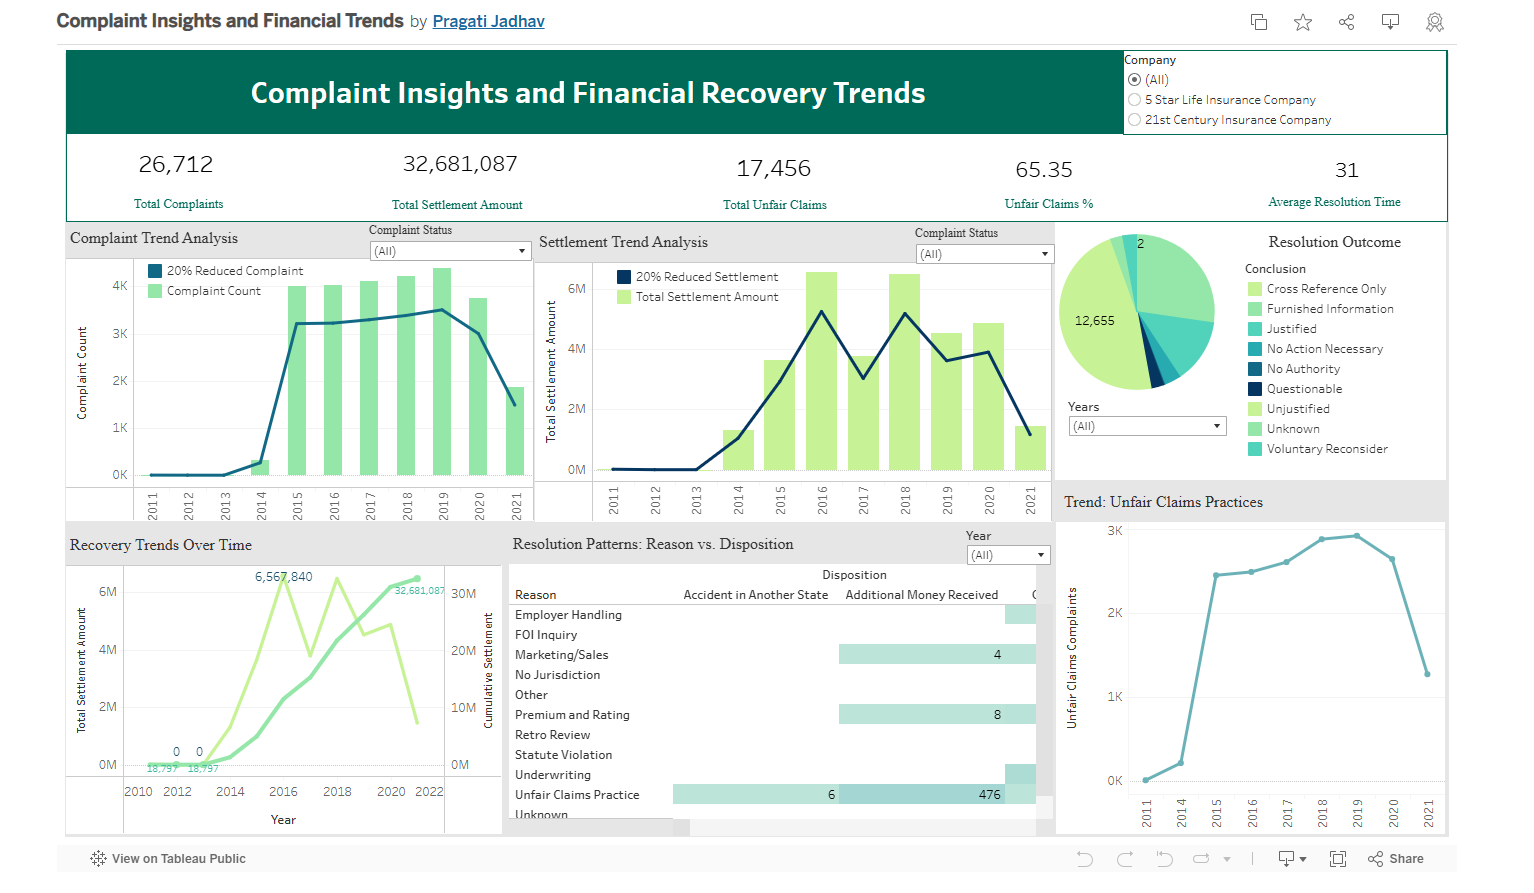 Complaint Insights and Financial Trends by Pragati Jadhav
Complaint Insights and Financial Recovery Trends
Company
(All)
5 Star Life Insurance Company
21st Century Insurance Company
26,712
Total Complaints
32,681,087
Total Settlement Amount
17,456
Total Unfair Claims
65.35
Unfair Claims %
31
Average Resolution Time
Complaint Trend Analysis
Complaint Status
(All)
20% Reduced Complaint
Complaint Count
Complaint Count
4K
3K
2K
1K
0K
2011 2012 2013 2014 2015 2016 2017 2018 2019 2020 2021
Settlement Trend Analysis
Complaint Status
(All)
20% Reduced Settlement
Total Settlement Amount
Total Settlement Amount
6M
4M
2M
0M
2011 2012 2013 2014 2015 2016 2017 2018 2019 2020 2021
2
12,655
Years
(All)
Resolution Outcome
Conclusion
Cross Reference Only
Furnished Information
Justified
No Action Necessary
No Authority
Questionable
Unjustified
Unknown
Voluntary Reconsider
Recovery Trends Over Time
Total Settlement Amount
6M
4M
2M
0M
6,567,840
32,681,087
0 0
18,797 18,797
30M
20M
10M
0M
Cumulative Settlement
2010 2012 2014 2016 2018 2020 2022
Year
Resolution Patterns: Reason vs. Disposition
Year
(All)
Disposition
Reason Accident in Another State Additional Money Received
Employer Handling
FOI Inquiry
Marketing/Sales 4
No Jurisdiction
Other
Premium and Rating 8
Retro Review
Statute Violation
Underwriting
Unfair Claims Practice 6 476
Unknown
Trend: Unfair Claims Practices
Unfair Claims Complaints
3K
2K
1K
0K
2011 2014 2015 2016 2017 2018 2019 2020 2021
View on Tableau Public
Share